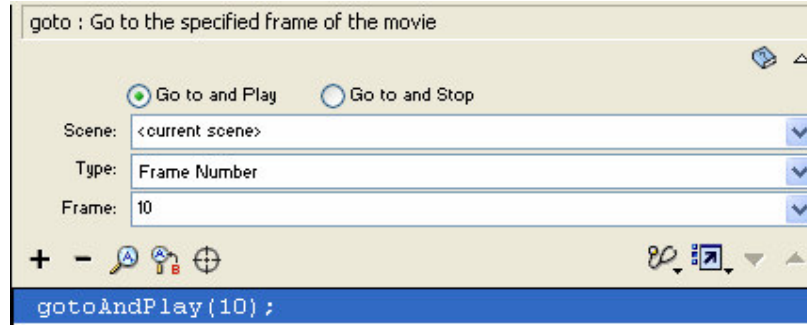 goto : Go to the specified frame of the movie
Go to and Play Go to and Stop
Scene: <current scene>
Type: Frame Number
Frame: 10
gotoAndPlay(10);